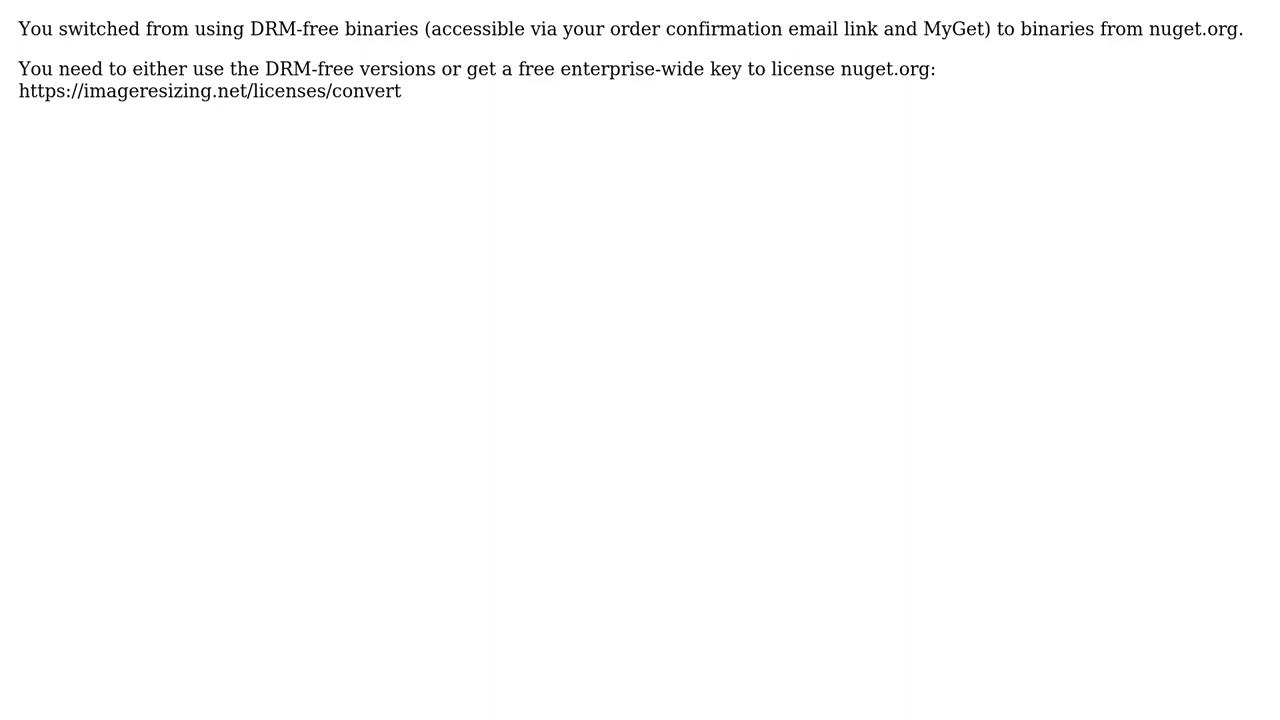 You switched from using DRM-free binaries (accessible via your order confirmation email link and MyGet) to binaries from nuget.org.
You need to either use the DRM-free versions or get a free enterprise-wide key to license nuget.org:
https://imageresizing.net/licenses/convert